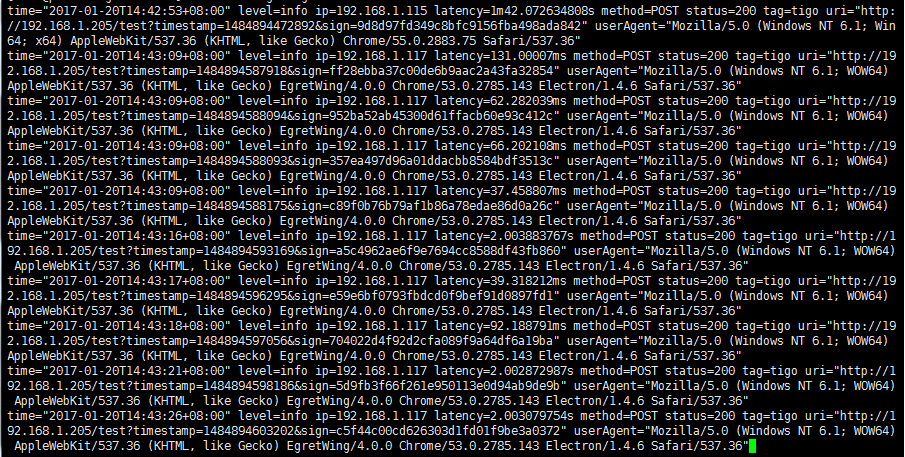 time="2017-01-20T14:42:53+08:00" level=info ip=192.168.1.115 latency=1m42.072634808s method=POST status=200 tag=tigo uri="http:
//192.168.1.205/test?timestamp=1484894472892&sign=9d8d97fd349c8bfc9156fba498ada842" userAgent="Mozilla/5.0 (Windows NT 6.1; Win
64; x64) AppleWebKit/537.36 (KHTML, like Gecko) Chrome/55.0.2883.75 Safari/537.36"
time="2017-01-20T14:43:09+08:00" level=info ip=192.168.1.117 latency=131.00007ms method=POST status=200 tag=tigo uri="http://19
2.168.1.205/test?timestamp=1484894587918&sign=ff28ebba37c00de6b9aac2a43fa32854" userAgent="Mozilla/5.0 (Windows NT 6.1; WOW64)
AppleWebKit/537.36 (KHTML, like Gecko) EgretWing/4.0.0 Chrome/53.0.2785.143 Electron/1.4.6 Safari/537.36"
time="2017-01-20T14:43:09+08:00" level=info ip=192.168.1.117 latency=62.282039ms method=POST status=200 tag=tigo uri="http://19
2.168.1.205/test?timestamp=1484894588094&sign=952ba52ab45300d61ffacb60e93c412c" userAgent="Mozilla/5.0 (Windows NT 6.1; WOW64)
AppleWebKit/537.36 (KHTML, like Gecko) EgretWing/4.0.0 Chrome/53.0.2785.143 Electron/1.4.6 Safari/537.36"
time="2017-01-20T14:43:09+08:00" level=info ip=192.168.1.117 latency=66.202108ms method=POST status=200 tag=tigo uri="http://19
2.168.1.205/test?timestamp=1484894588093&sign=357ea497d96a01ddacbb8584bdf3513c" userAgent="Mozilla/5.0 (Windows NT 6.1; WOW64)
AppleWebKit/537.36 (KHTML, like Gecko) EgretWing/4.0.0 Chrome/53.0.2785.143 Electron/1.4.6 Safari/537.36"
time="2017-01-20T14:43:09+08:00" level=info ip=192.168.1.117 latency=37.458807ms method=POST status=200 tag=tigo uri="http://19
2.168.1.205/test?timestamp=1484894588175&sign=c89f0b76b79af1b86a78edae86d0a26c" userAgent="Mozilla/5.0 (Windows NT 6.1; WOW64)
AppleWebKit/537.36 (KHTML, like Gecko) EgretWing/4.0.0 Chrome/53.0.2785.143 Electron/1.4.6 Safari/537.36"
time="2017-01-20T14:43:16+08:00" level=info ip=192.168.1.117 latency=2.003883767s method=POST status=200 tag=tigo uri="http://1
92.168.1.205/test?timestamp=1484894593169&sign=a5c4962ae6f9e7694cc8588df43fb860" userAgent="Mozilla/5.0 (Windows NT 6.1; WOW64)
 AppleWebKit/537.36 (KHTML, like Gecko) EgretWing/4.0.0 Chrome/53.0.2785.143 Electron/1.4.6 Safari/537.36"
time="2017-01-20T14:43:17+08:00" level=info ip=192.168.1.117 latency=39.318212ms method=POST status=200 tag=tigo uri="http://19
2.168.1.205/test?timestamp=1484894596295&sign=e59e6bf0793fbdcd0f9bef91d0897fd1" userAgent="Mozilla/5.0 (Windows NT 6.1; WOW64)
AppleWebKit/537.36 (KHTML, like Gecko) EgretWing/4.0.0 Chrome/53.0.2785.143 Electron/1.4.6 Safari/537.36"
time="2017-01-20T14:43:18+08:00" level=info ip=192.168.1.117 latency=92.188791ms method=POST status=200 tag=tigo uri="http://19
2.168.1.205/test?timestamp=1484894597056&sign=704022d4f92d2cfa089f9a64df6a19ba" userAgent="Mozilla/5.0 (Windows NT 6.1; WOW64)
AppleWebKit/537.36 (KHTML, like Gecko) EgretWing/4.0.0 Chrome/53.0.2785.143 Electron/1.4.6 Safari/537.36"
time="2017-01-20T14:43:21+08:00" level=info ip=192.168.1.117 latency=2.002872987s method=POST status=200 tag=tigo uri="http://1
92.168.1.205/test?timestamp=1484894598186&sign=5d9fb3f66f261e950113e0d94ab9de9b" userAgent="Mozilla/5.0 (Windows NT 6.1; WOW64)
 AppleWebKit/537.36 (KHTML, like Gecko) EgretWing/4.0.0 Chrome/53.0.2785.143 Electron/1.4.6 Safari/537.36"
time="2017-01-20T14:43:26+08:00" level=info ip=192.168.1.117 latency=2.003079754s method=POST status=200 tag=tigo uri="http://1
92.168.1.205/test?timestamp=1484894603202&sign=c5f44c00cd626303d1fd01f9be3a0372" userAgent="Mozilla/5.0 (Windows NT 6.1; WOW64)
 AppleWebKit/537.36 (KHTML, like Gecko) EgretWing/4.0.0 Chrome/53.0.2785.143 Electron/1.4.6 Safari/537.36"